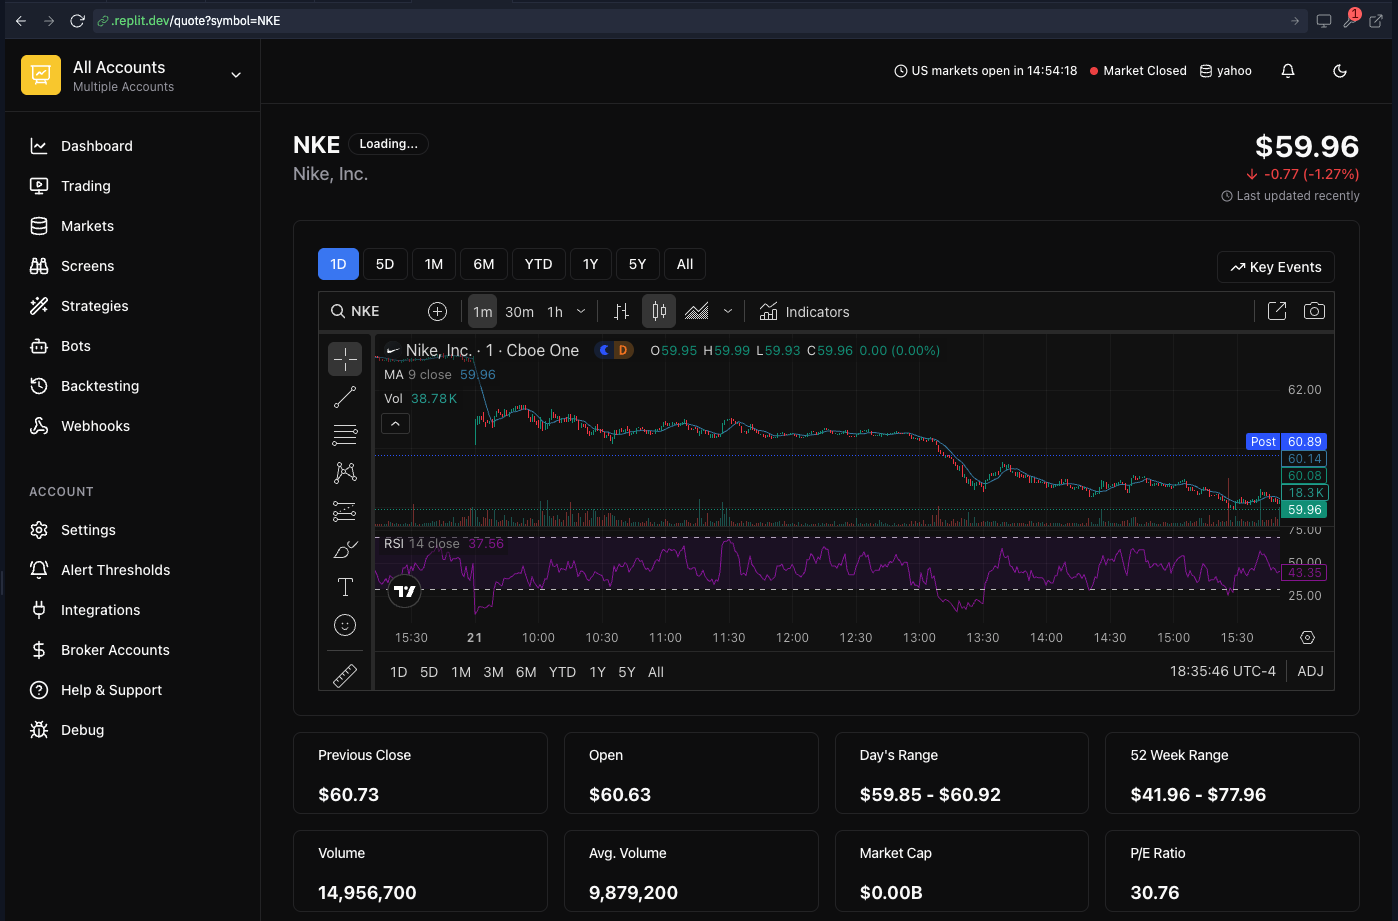 .replit.dev/quote?symbol=NKE
1
All Accounts
Multiple Accounts
US markets open in 14:54:18
Market Closed
yahoo
Dashboard
Trading
Markets
Screens
Strategies
Bots
Backtesting
Webhooks
ACCOUNT
Settings
Alert Thresholds
Integrations
Broker Accounts
Help & Support
Debug
NKE Loading...
Nike, Inc.
$59.96
-0.77 (-1.27%)
Last updated recently
1D 5D 1M 6M YTD 1Y 5Y All
Key Events
NKE 1m 30m 1h Indicators
Nike, Inc. · 1 · Cboe One D O59.95 H59.99 L59.93 C59.96 0.00 (0.00%)
MA 9 close 59.96
Vol 38.78K
62.00
Post 60.89
60.14
60.08
18.3K
59.96
75.00
RSI 14 close 37.56
50.00
43.35
25.00
15:30 21 10:00 10:30 11:00 11:30 12:00 12:30 13:00 13:30 14:00 14:30 15:00 15:30
1D 5D 1M 3M 6M YTD 1Y 5Y All
18:35:46 UTC-4 ADJ
Previous Close
$60.73
Open
$60.63
Day's Range
$59.85 - $60.92
52 Week Range
$41.96 - $77.96
Volume
14,956,700
Avg. Volume
9,879,200
Market Cap
$0.00B
P/E Ratio
30.76